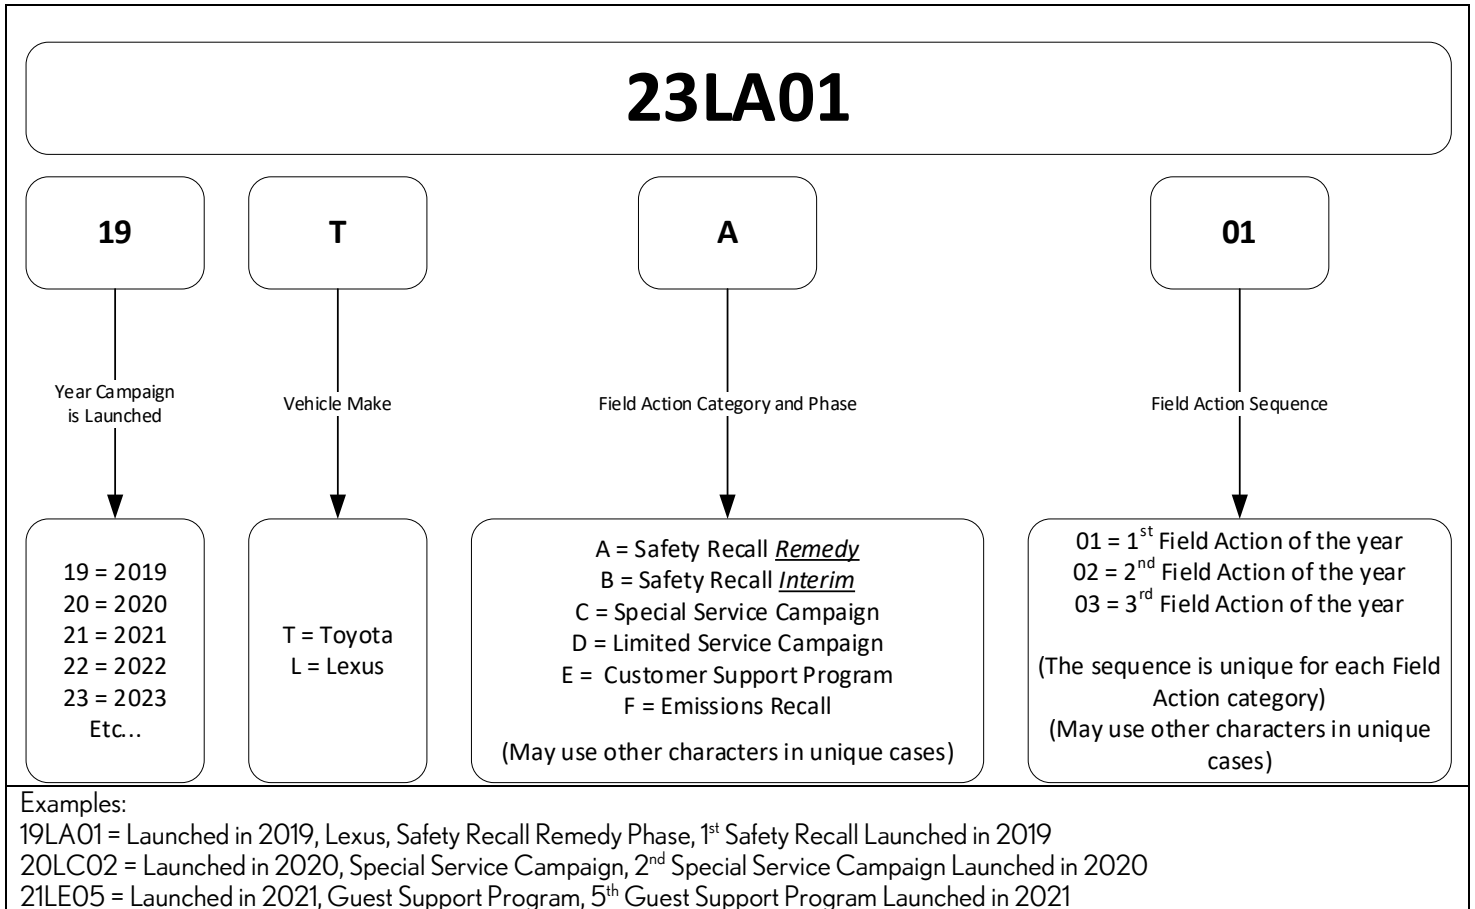 23LA01
19
T
A
01
Year Campaign
is Launched
Vehicle Make
Field Action Category and Phase
Field Action Sequence
19 = 2019
20 = 2020
21 = 2021
22 = 2022
23 = 2023
Etc...
T = Toyota
L = Lexus
A = Safety Recall Remedy
B = Safety Recall Interim
C = Special Service Campaign
D = Limited Service Campaign
E = Customer Support Program
F = Emissions Recall
(May use other characters in unique cases)
01 = 1st Field Action of the year
02 = 2nd Field Action of the year
03 = 3rd Field Action of the year
(The sequence is unique for each Field
Action category)
(May use other characters in unique
cases)
Examples:
19LA01 = Launched in 2019, Lexus, Safety Recall Remedy Phase, 1st Safety Recall Launched in 2019
20LC02 = Launched in 2020, Special Service Campaign, 2nd Special Service Campaign Launched in 2020
21LE05 = Launched in 2021, Guest Support Program, 5th Guest Support Program Launched in 2021